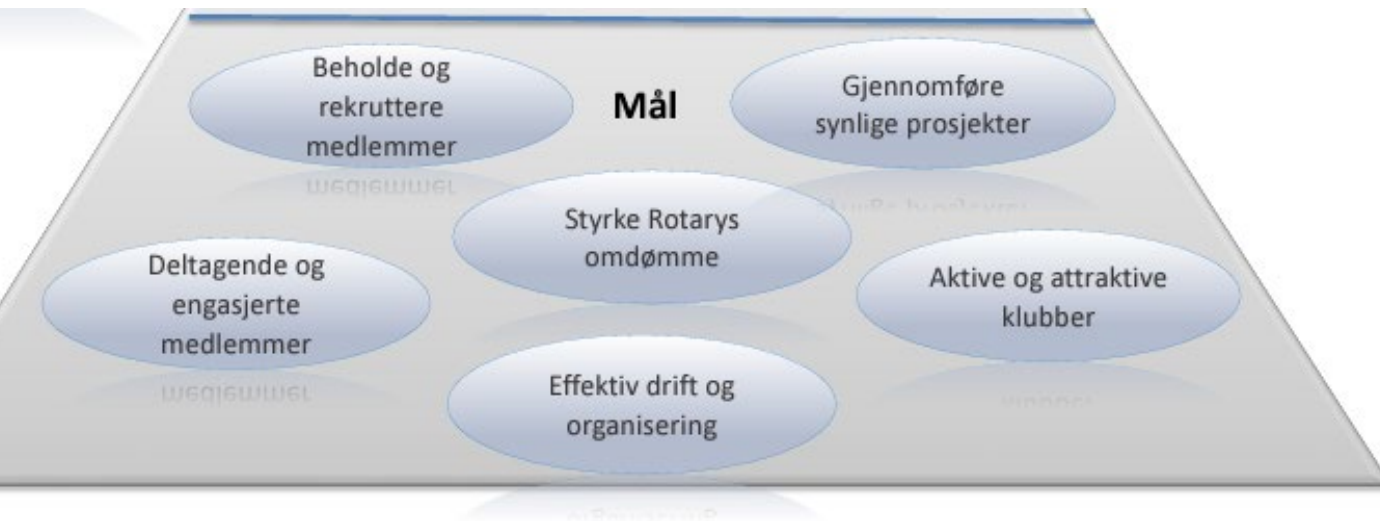 Beholde og
rekruttere
medlemmer
Mål
Gjennomføre
synlige prosjekter
Styrke Rotarys
omdømme
Deltagende og
engasjerte
medlemmer
Aktive og attraktive
klubber
Effektiv drift og
organisering